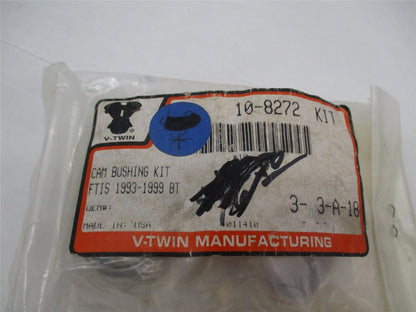 10-8272 KIT
V-TWIN
CAM BUSHING KIT
FTIS 1993-1999 BT
OEM#:
3- 3-A-18
MADE IN: USA
011410
V-TWIN MANUFACTURING